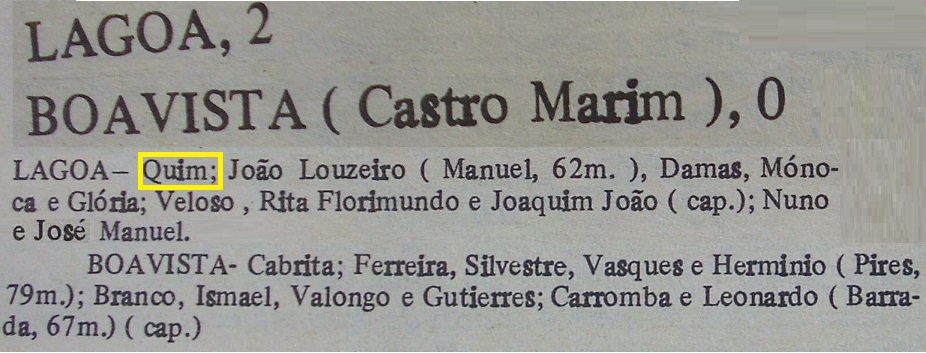 LAGOA, 2
BOAVISTA ( Castro Marim ), 0
LAGOA– Quim; João Louzeiro ( Manuel, 62m. ), Damas, Móno-
ca e Glória; Veloso , Rita Florimundo e Joaquim João ( cap.); Nuno
e José Manuel.
BOAVISTA- Cabrita; Ferreira, Silvestre, Vasques e Herminio ( Pires,
79m.); Branco, Ismael, Valongo e Gutierres; Carromba e Leonardo ( Barra-
da, 67m.) ( cap.)